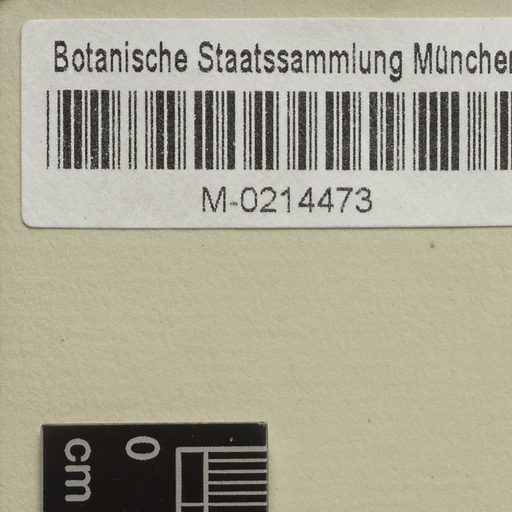 Botanische Staatssammlung München
M-0214473
0
cm